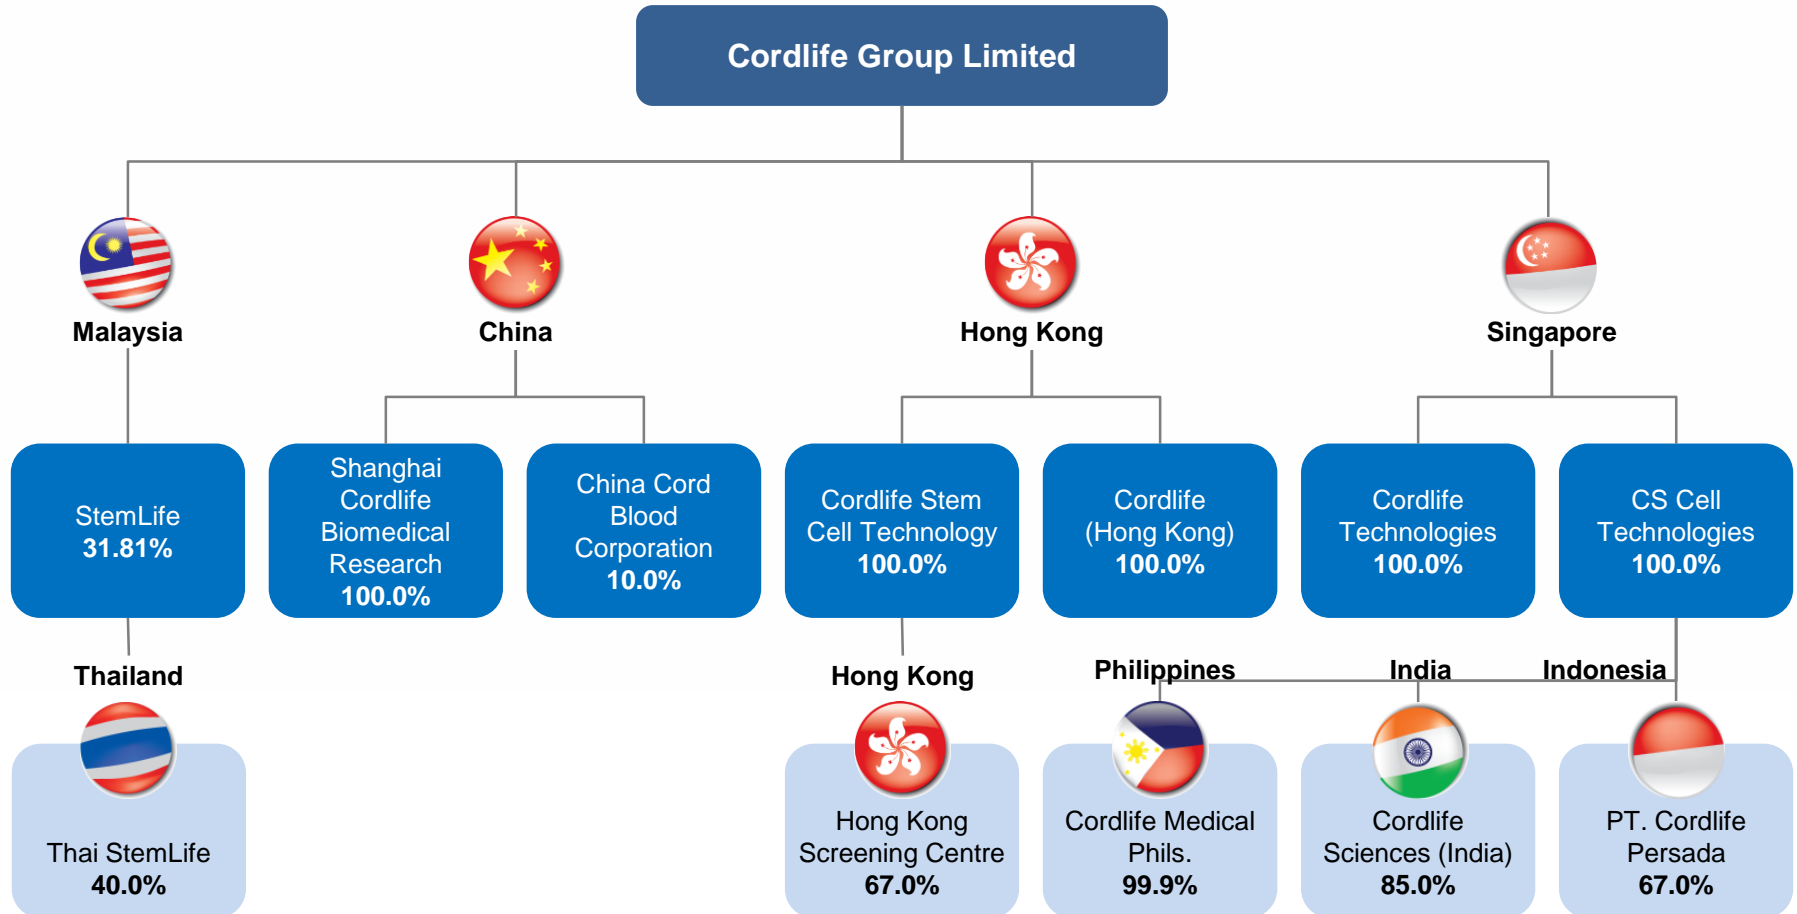 Cordlife Group Limited
Malaysia
China
Hong Kong
Singapore
StemLife
31.81%
Shanghai
Cordlife
Biomedical
Research
100.0%
China Cord
Blood
Corporation
10.0%
Cordlife Stem
Cell Technology
100.0%
Cordlife
(Hong Kong)
100.0%
Cordlife
Technologies
100.0%
CS Cell
Technologies
100.0%
Thailand
Hong Kong
Philippines
India
Indonesia
Thai StemLife
40.0%
Hong Kong
Screening Centre
67.0%
Cordlife Medical
Phils.
99.9%
Cordlife
Sciences (India)
85.0%
PT. Cordlife
Persada
67.0%